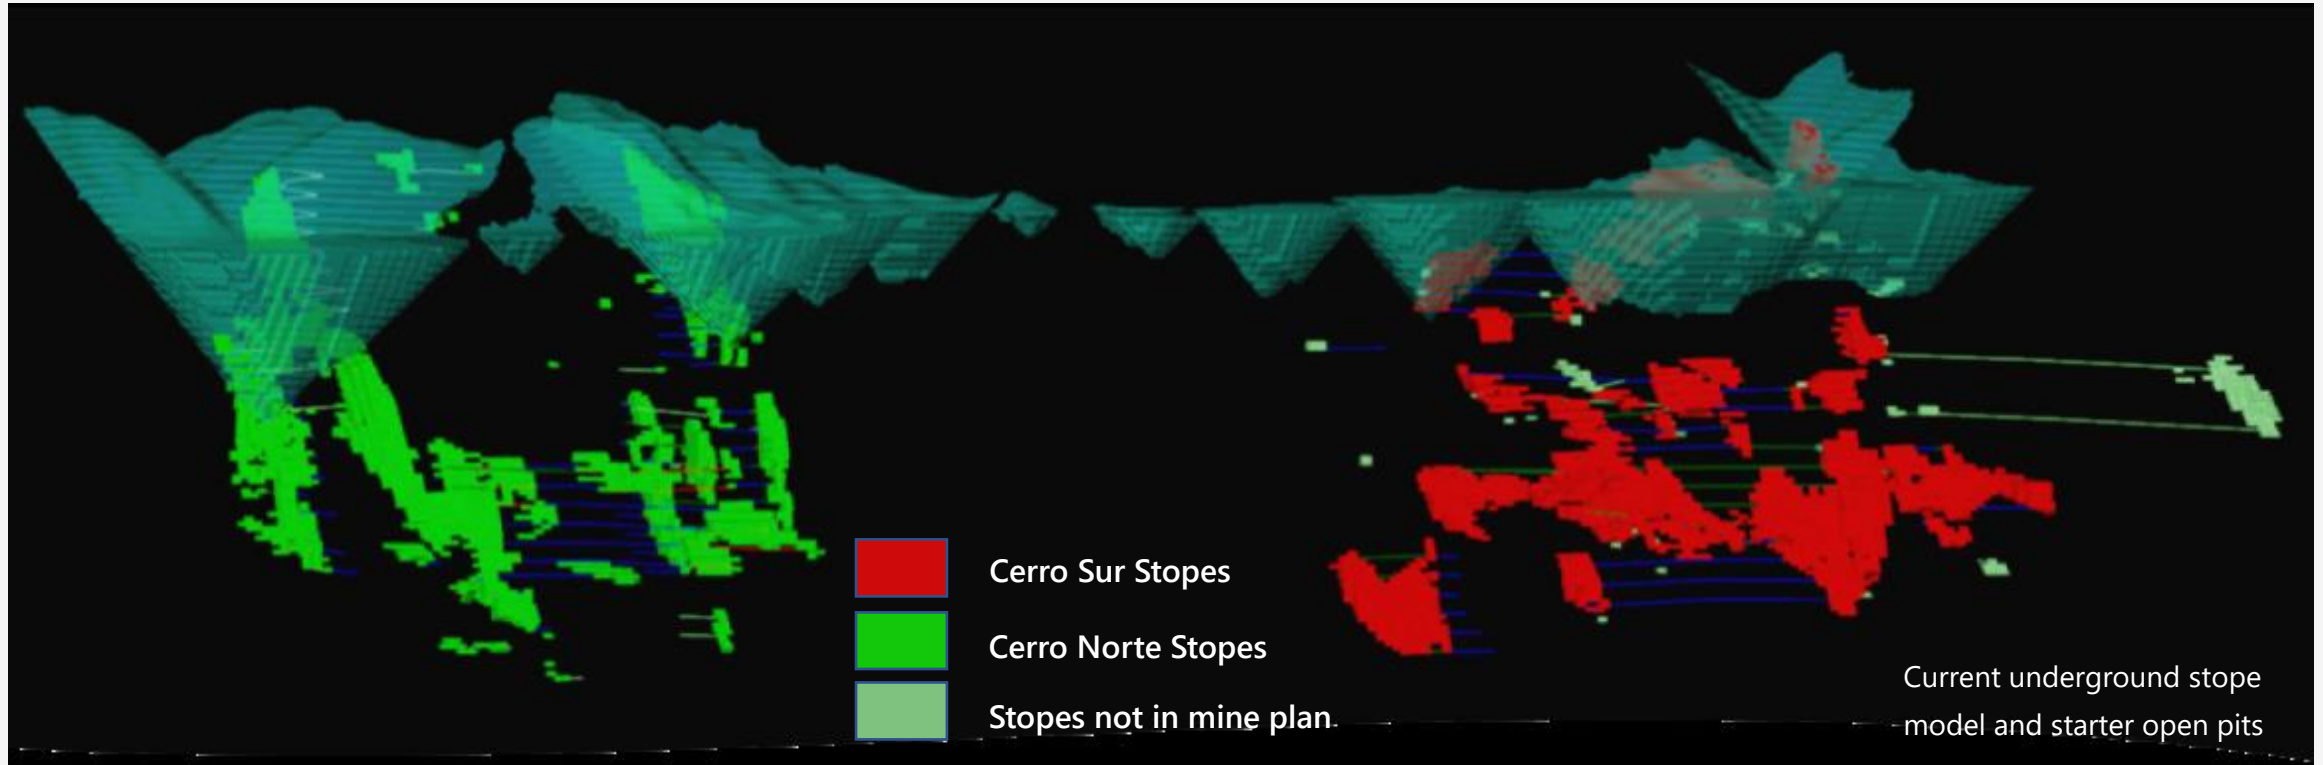 Cerro Sur Stopes
Cerro Norte Stopes
Stopes not in mine plan
Current underground stope
model and starter open pits